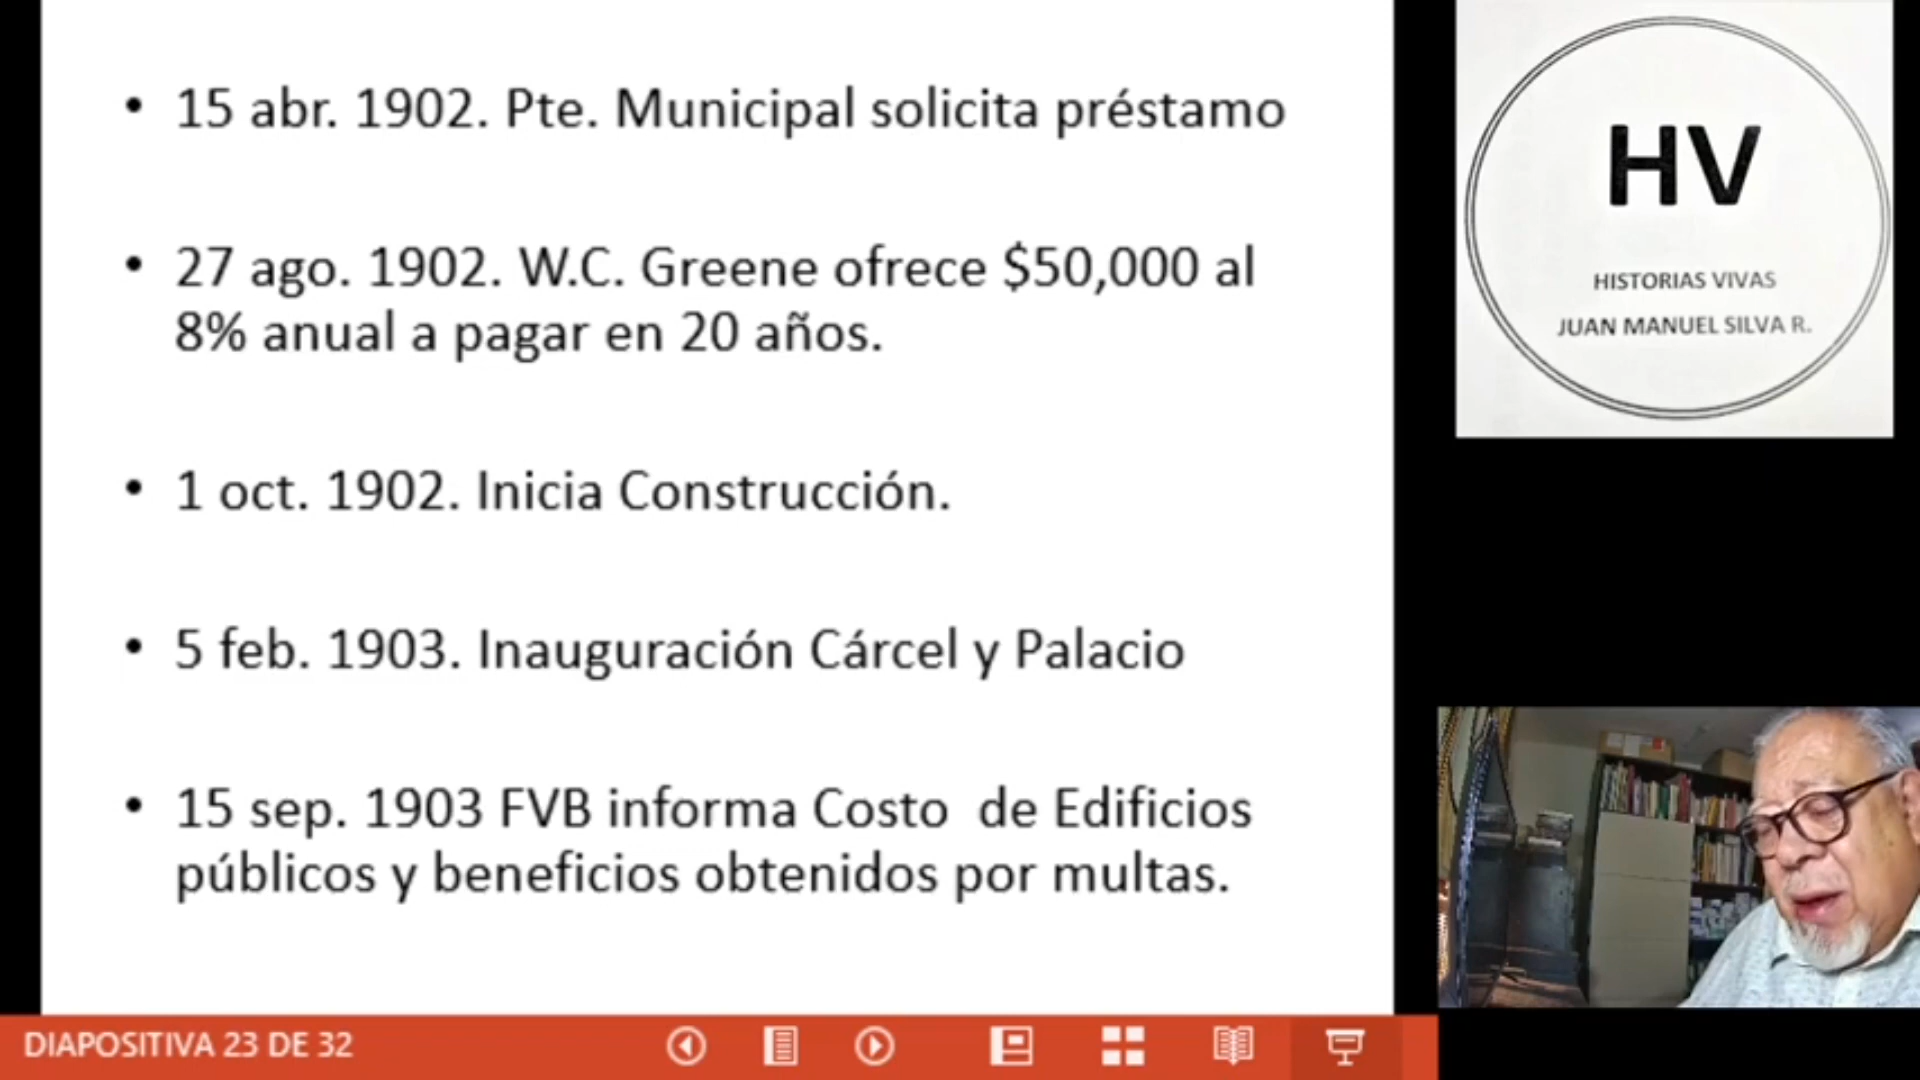 • 15 abr. 1902. Pte. Municipal solicita préstamo
• 27 ago. 1902. W.C. Greene ofrece $50,000 al
8% anual a pagar en 20 años.
• 1 oct. 1902. Inicia Construcción.
• 5 feb. 1903. Inauguración Cárcel y Palacio
• 15 sep. 1903 FVB informa Costo  de Edificios
públicos y beneficios obtenidos por multas.
DIAPOSITIVA 23 DE 32
HV
HISTORIAS VIVAS
JUAN MANUEL SILVA R.